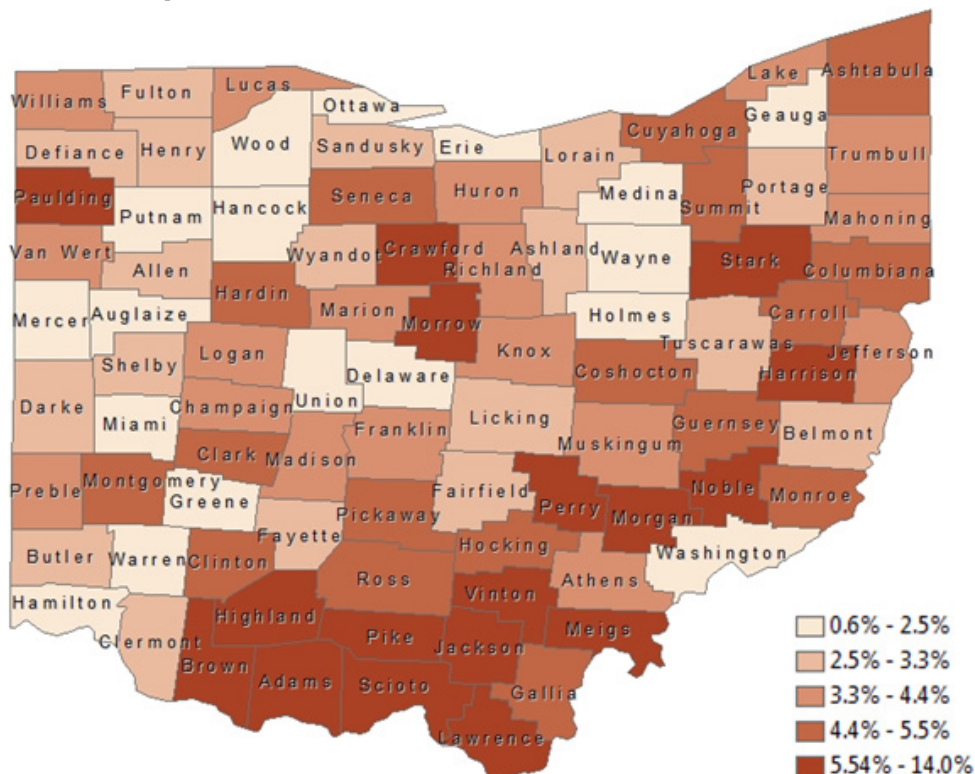 Williams
Fulton
Lucas
Ottawa
Lake
Ashtabula
Geauga
Wood
Cuyahoga
Defiance
Henry
Sandusky
Erie
Lorain
Trumbull
Paulding
Putnam
Hancock
Seneca
Huron
Medina
Summit
Portage
Mahoning
Van Wert
Allen
Wyandot
Crawford
Richland
Ashland
Wayne
Stark
Columbiana
Mercer
Auglaize
Hardin
Marion
Morrow
Holmes
Carroll
Shelby
Logan
Knox
Tuscarawas
Jefferson
Delaware
Coshocton
Harrison
Darke
Miami
Champaign
Union
Licking
Guernsey
Belmont
Franklin
Muskingum
Clark
Madison
Preble
Montgomery
Greene
Fairfield
Perry
Morgan
Noble
Monroe
Fayette
Pickaway
Washington
Butler
Warren
Clinton
Hocking
Ross
Athens
Hamilton
Clermont
Highland
Vinton
Pike
Jackson
Meigs
Brown
Adams
Scioto
Gallia
Lawrence
0.6% - 2.5%
2.5% - 3.3%
3.3% - 4.4%
4.4% - 5.5%
5.54% - 14.0%